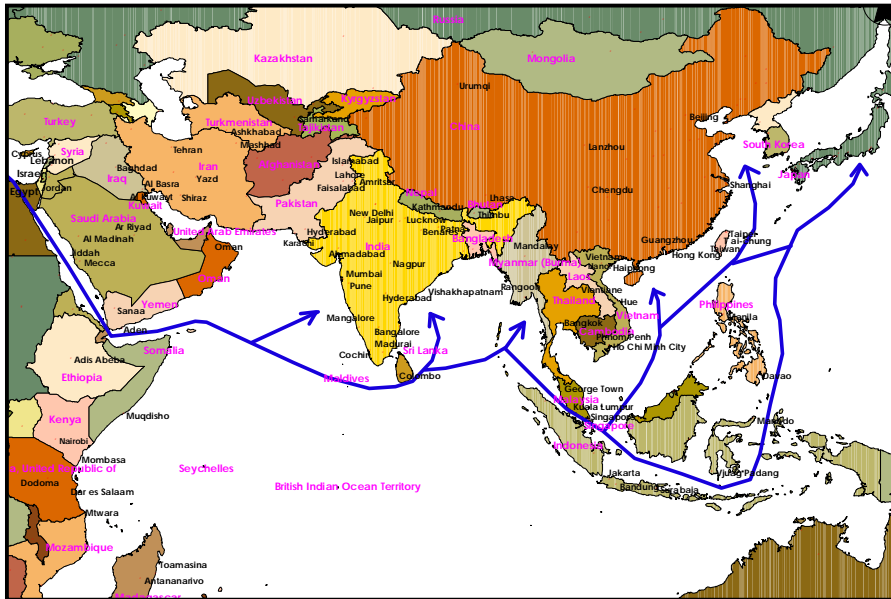 Russia
Kazakhstan
Mongolia
Urumqi
Uzbekistan
Kyrgyzstan
Beijing
Turkey
Turkmenistan
Samarkand
Tajikistan
China
Ashkhabad
Mashhad
Tehran
Lanzhou
South Korea
Cyprus
Syria
Lebanon
Baghdad
Iran
Afghanistan
Islamabad
Japan
Israel
Iraq
Yazd
Lahore
Amritsar
Chengdu
Shanghai
Egypt
Jordan
Al Basra
Shiraz
Faisalabad
Nepal
Lhasa
Al Kuwayt
Kuwait
Pakistan
Kathmandu
Bhutan
Thimbu
Saudi Arabia
New Delhi
Jaipur
Lucknow
Ar Riyad
United Arab Emirates
Hyderabad
Patna
Benares
Taipei
Al Madinah
Karachi
India
Bangladesh
Mandalay
Guangzhou
Tai-chung
Taiwan
Jiddah
Oman
Ahmadabad
Hong Kong
Mecca
Nagpur
Myanmar (Burma)
Vietnam
Hanoi
Haiphong
Oman
Mumbai
Laos
Pune
Rangoon
Vientiane
Yemen
Hyderabad
Vishakhapatnam
Thailand
Hue
Philippines
Sanaa
Mangalore
Vietnam
Manila
Aden
Bangalore
Bangkok
Cambodia
Madurai
Phnom Penh
Somalia
Sri Lanka
Ho Chi Minh City
Adis Abeba
Cochin
Ethiopia
Maldives
Colombo
Davao
George Town
Malaysia
Kuala Lumpur
Muqdisho
Kenya
Singapore
Singapore
Manado
Nairobi
Indonesia
Mombasa
a, United Republic of
Seychelles
Jakarta
Ujung Padang
Dodoma
British Indian Ocean Territory
Bandung
Surabaja
Dar es Salaam
Mtwara
Mozambique
Toamasina
Antananarivo
Madagascar